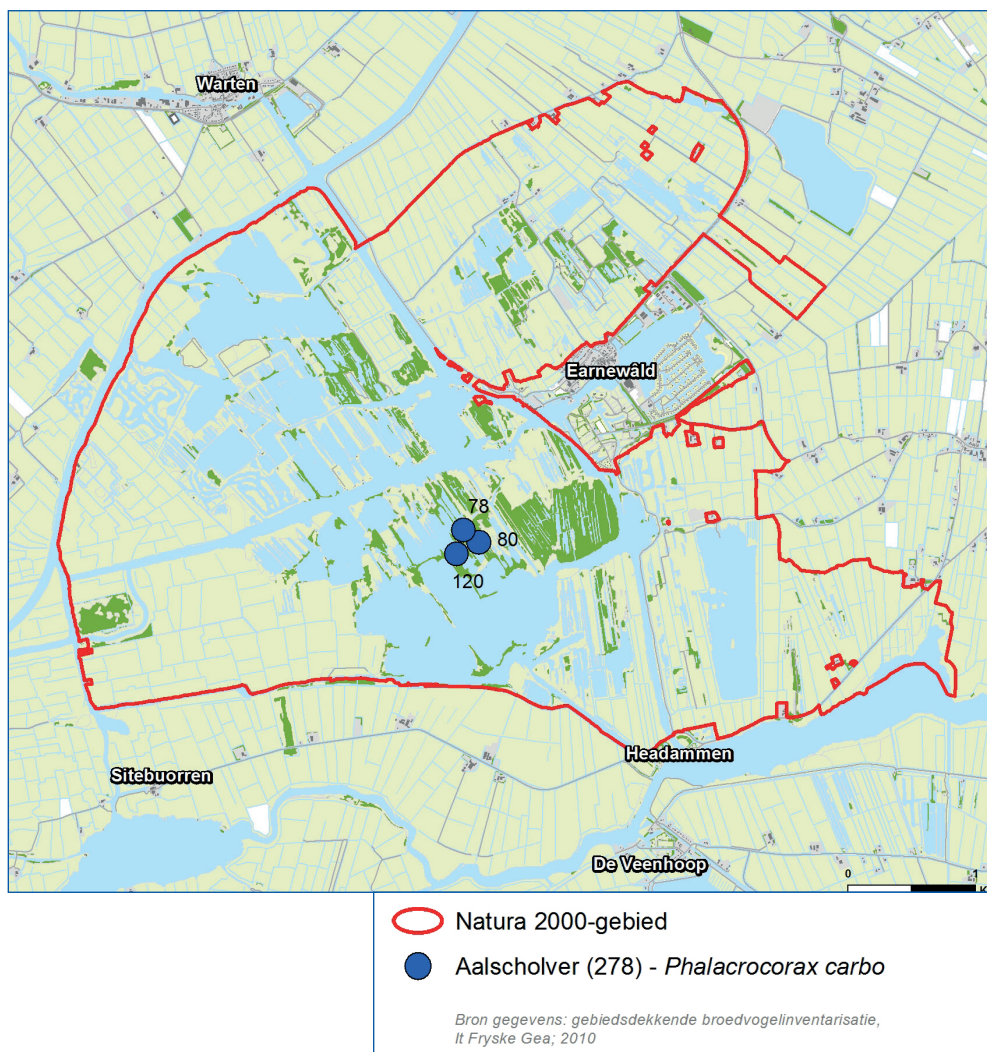 Warten
Earnewâld
78
80
120
Headammen
Sitebuorren
De Veenhoop
0 1
K
Natura 2000-gebied
Aalscholver (278) - Phalacrocorax carbo
Bron gegevens: gebiedsdekkende broedvogelinventarisatie,
It Fryske Gea; 2010